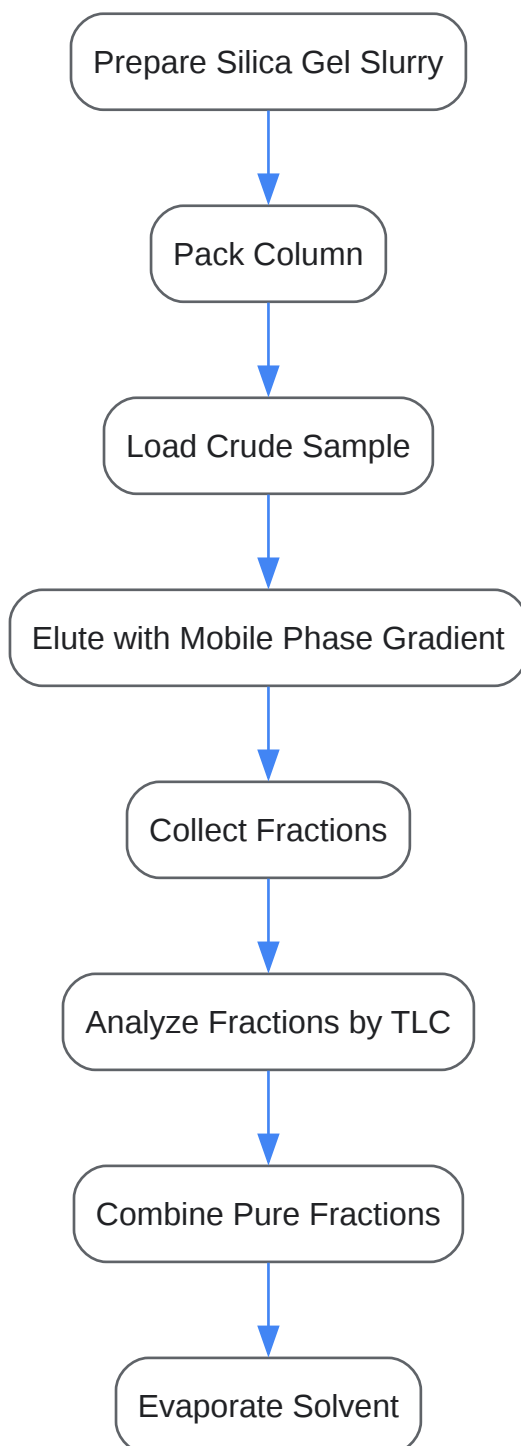 Prepare Silica Gel Slurry
Pack Column
Load Crude Sample
Elute with Mobile Phase Gradient
Collect Fractions
Analyze Fractions by TLC
Combine Pure Fractions
Evaporate Solvent